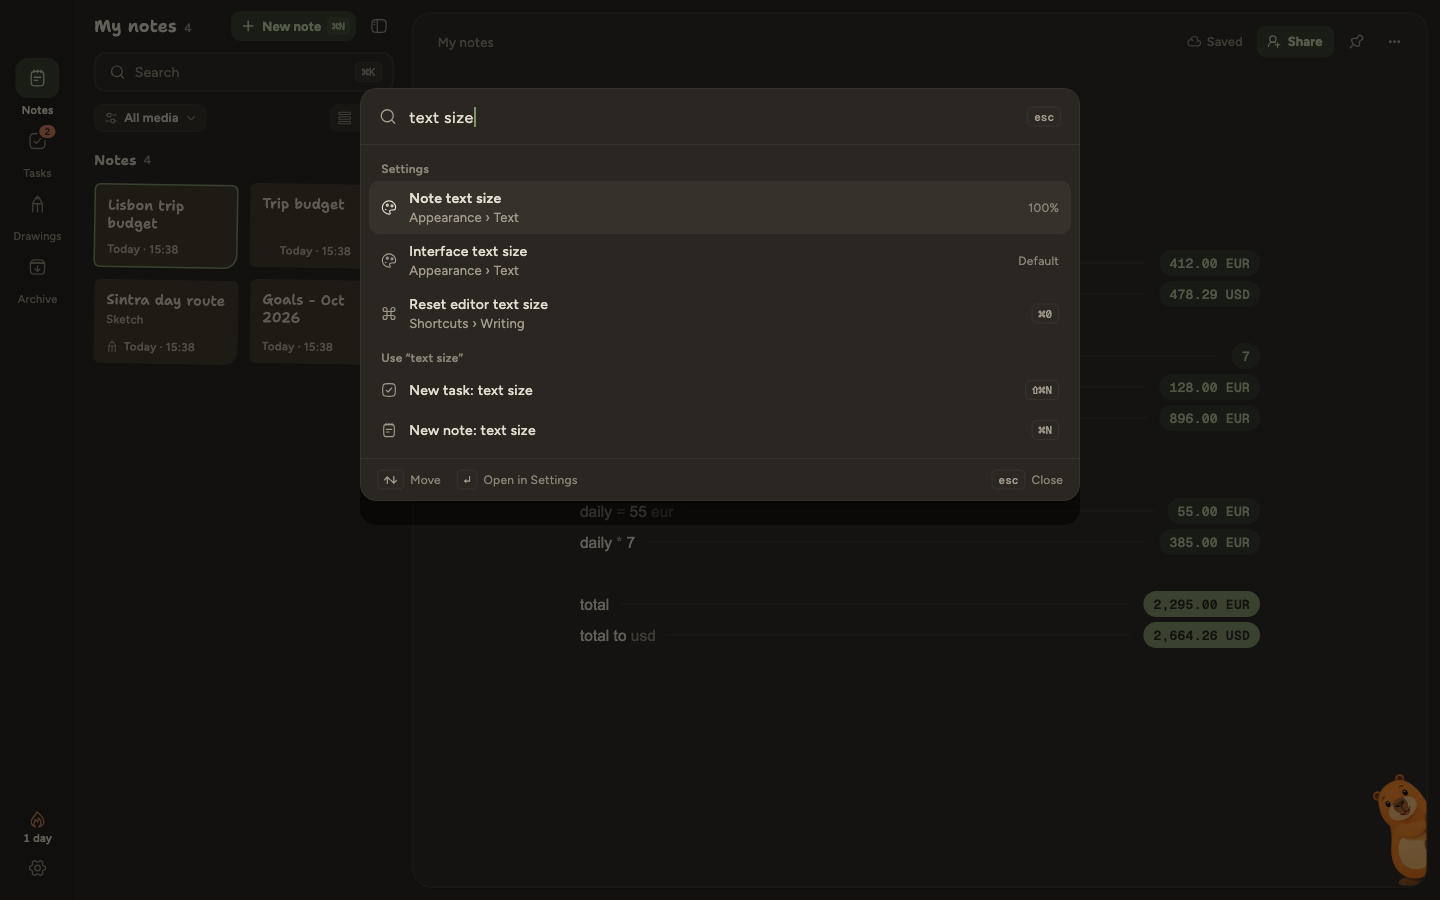 My notes 4
New note ⌘N
My notes
Saved
Share
Search ⌘K
Notes
All media
2
Tasks
Notes 4
Drawings
Archive
Lisbon trip
budget
Today · 15:38
Trip budget
Today · 15:38
Sintra day route
Sketch
Today · 15:38
Goals - Oct
2026
Today · 15:38
text size
esc
Settings
Note text size
Appearance › Text
100%
Interface text size
Appearance › Text
Default
Reset editor text size
Shortcuts › Writing
⌘0
Use “text size”
New task: text size
⇧⌘N
New note: text size
⌘N
Move
Open in Settings
esc Close
412.00 EUR
478.29 USD
7
128.00 EUR
896.00 EUR
daily = 55 eur 55.00 EUR
daily * 7 385.00 EUR
total 2,295.00 EUR
total to usd 2,664.26 USD
1 day